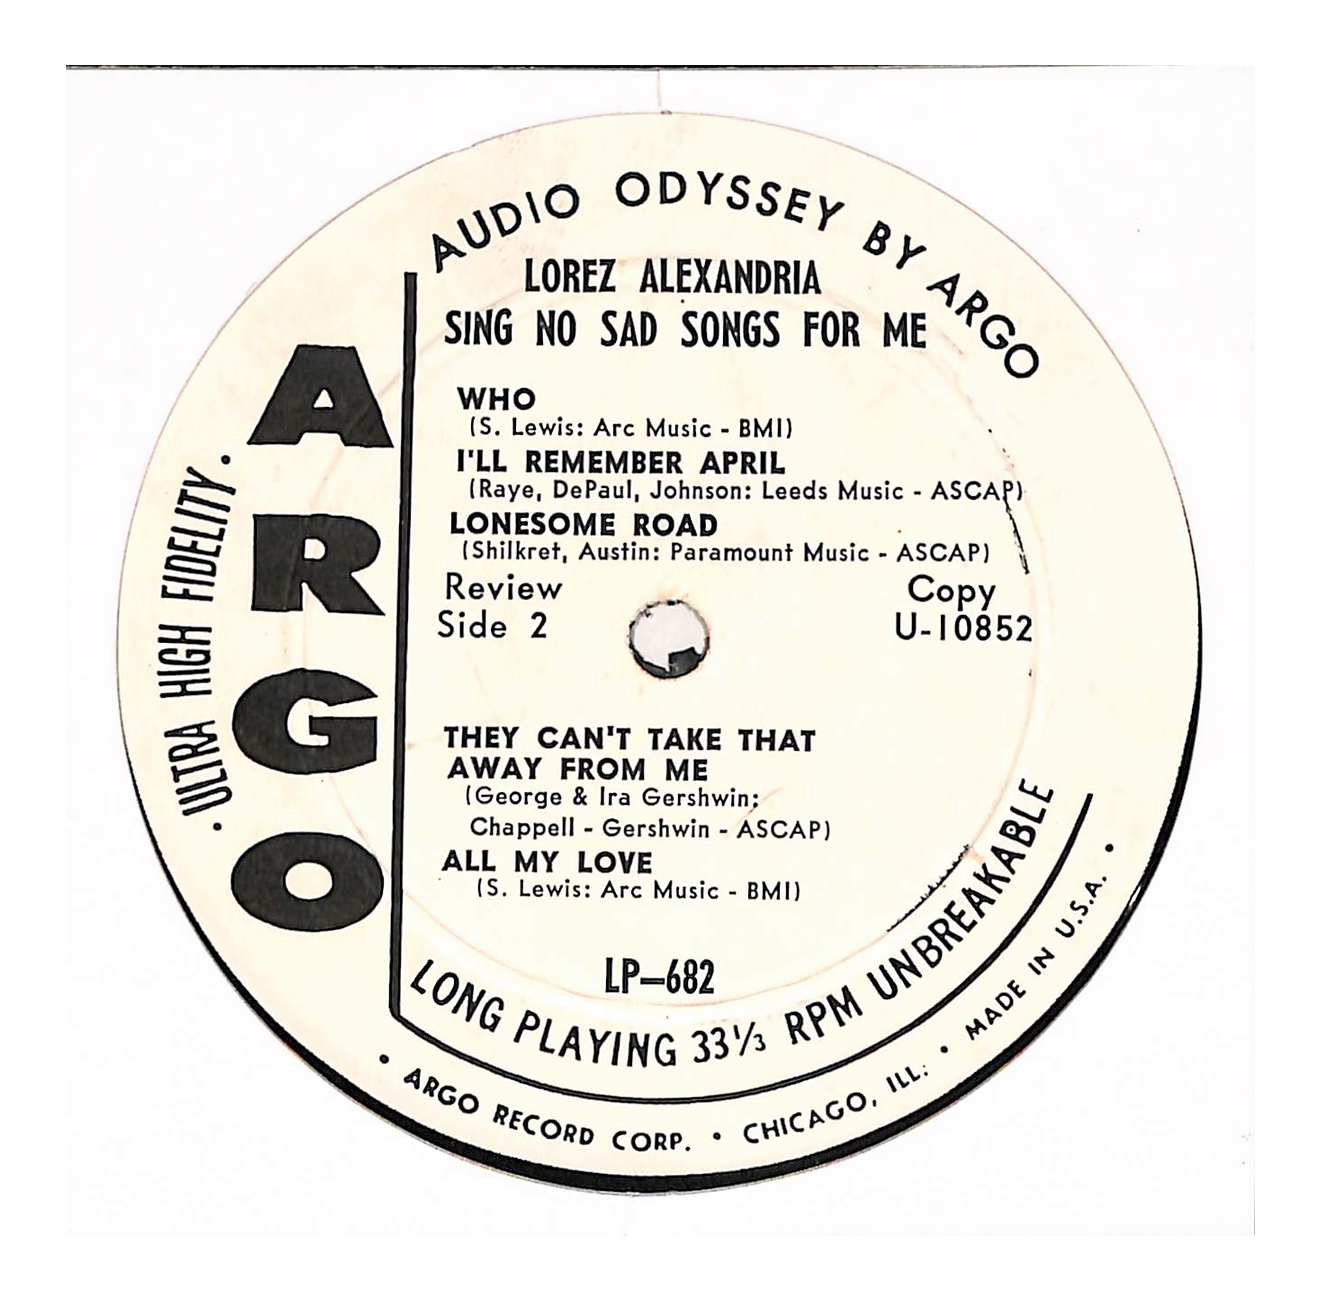 AUDIO ODYSSEY BY ARGO
LOREZ ALEXANDRIA
SING NO SAD SONGS FOR ME
ARGO
· ULTRA HIGH FIDELITY ·
WHO
(S. Lewis: Arc Music - BMI)
I'LL REMEMBER APRIL
(Raye, DePaul, Johnson: Leeds Music - ASCAP)
LONESOME ROAD
(Shilkret, Austin: Paramount Music - ASCAP)
Review Copy
Side 2 U-10852
THEY CAN'T TAKE THAT
AWAY FROM ME
(George & Ira Gershwin:
Chappell - Gershwin - ASCAP)
ALL MY LOVE
(S. Lewis: Arc Music - BMI)
LP-682
LONG PLAYING 33 1/3 RPM UNBREAKABLE
• ARGO RECORD CORP. • CHICAGO, ILL. • MADE IN U.S.A. •